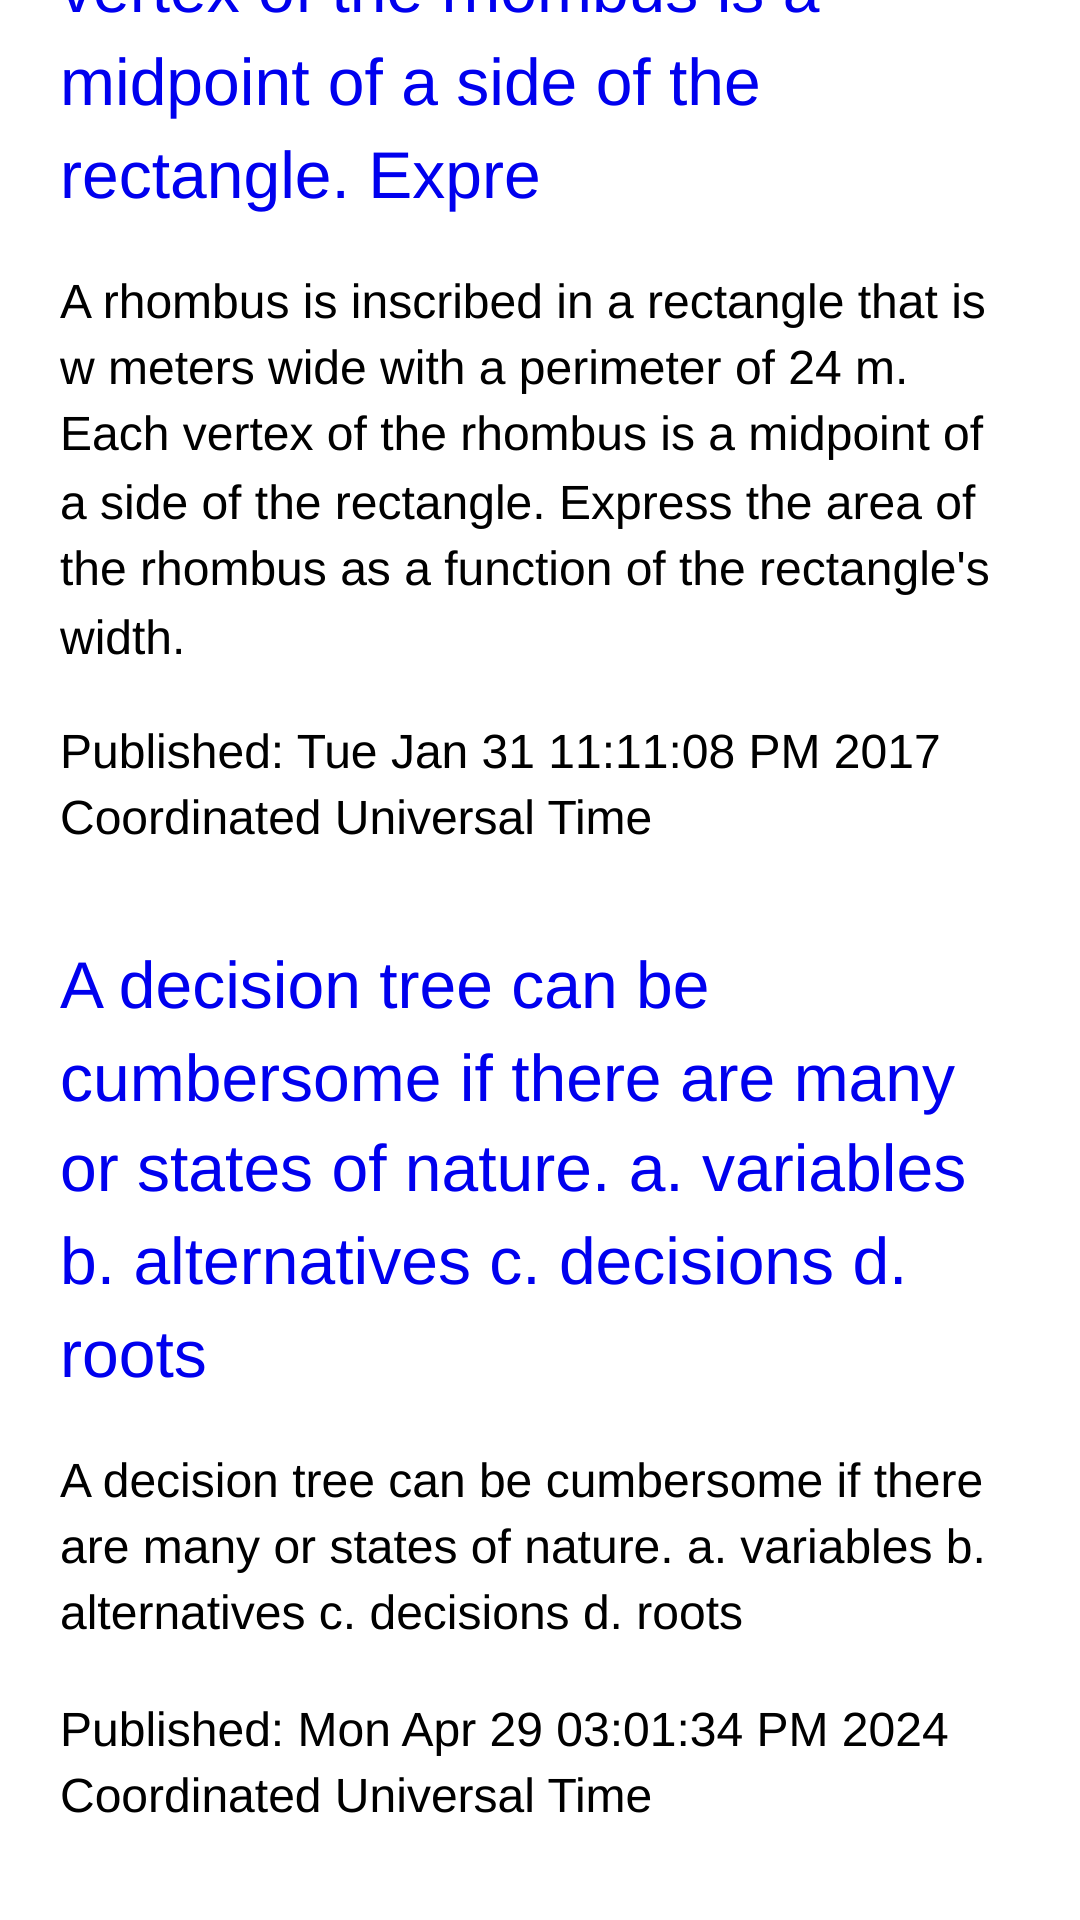 vertex of the rhombus is a
midpoint of a side of the
rectangle. Expre
A rhombus is inscribed in a rectangle that is
w meters wide with a perimeter of 24 m.
Each vertex of the rhombus is a midpoint of
a side of the rectangle. Express the area of
the rhombus as a function of the rectangle's
width.
Published: Tue Jan 31 11:11:08 PM 2017
Coordinated Universal Time
A decision tree can be
cumbersome if there are many
or states of nature. a. variables
b. alternatives c. decisions d.
roots
A decision tree can be cumbersome if there
are many or states of nature. a. variables b.
alternatives c. decisions d. roots
Published: Mon Apr 29 03:01:34 PM 2024
Coordinated Universal Time